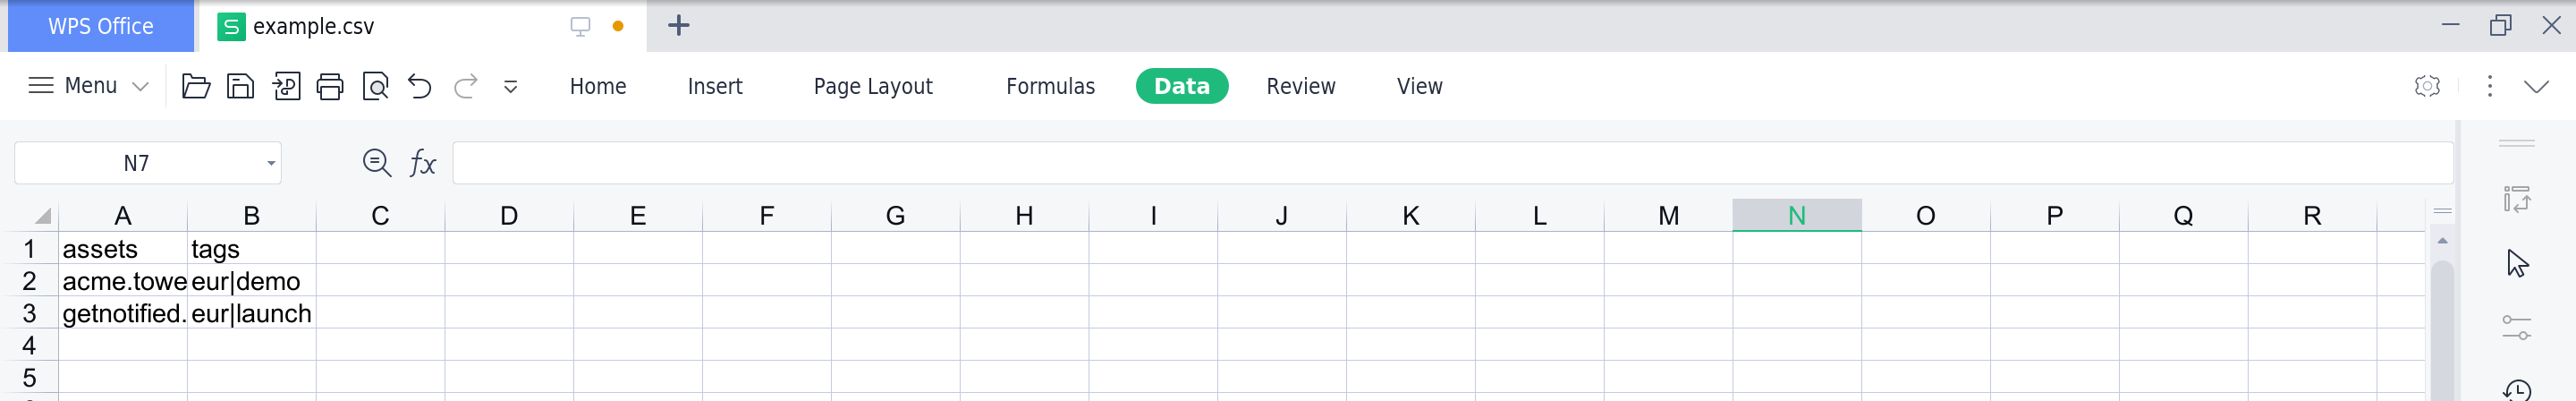 WPS Office example.csv
Menu Home Insert Page Layout Formulas Data Review View
N7 fx
A B C D E F G H I J K L M N O P Q R
1 assets tags
2 acme.towe eur|demo
3 getnotified. eur|launch
4
5